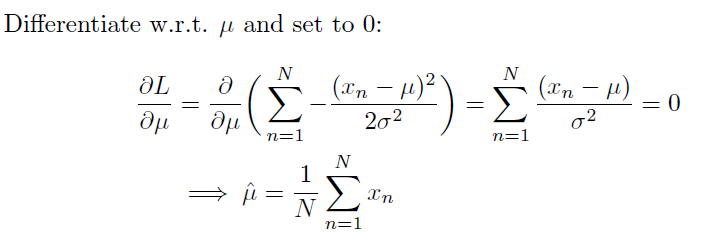 Differentiate w.r.t. μ and set to 0:
∂L/∂μ = ∂/∂μ ( ∑_{n=1}^{N} −(x_n − μ)²/2σ² ) = ∑_{n=1}^{N} (x_n − μ)/σ² = 0
⟹ μ̂ = 1/N ∑_{n=1}^{N} x_n